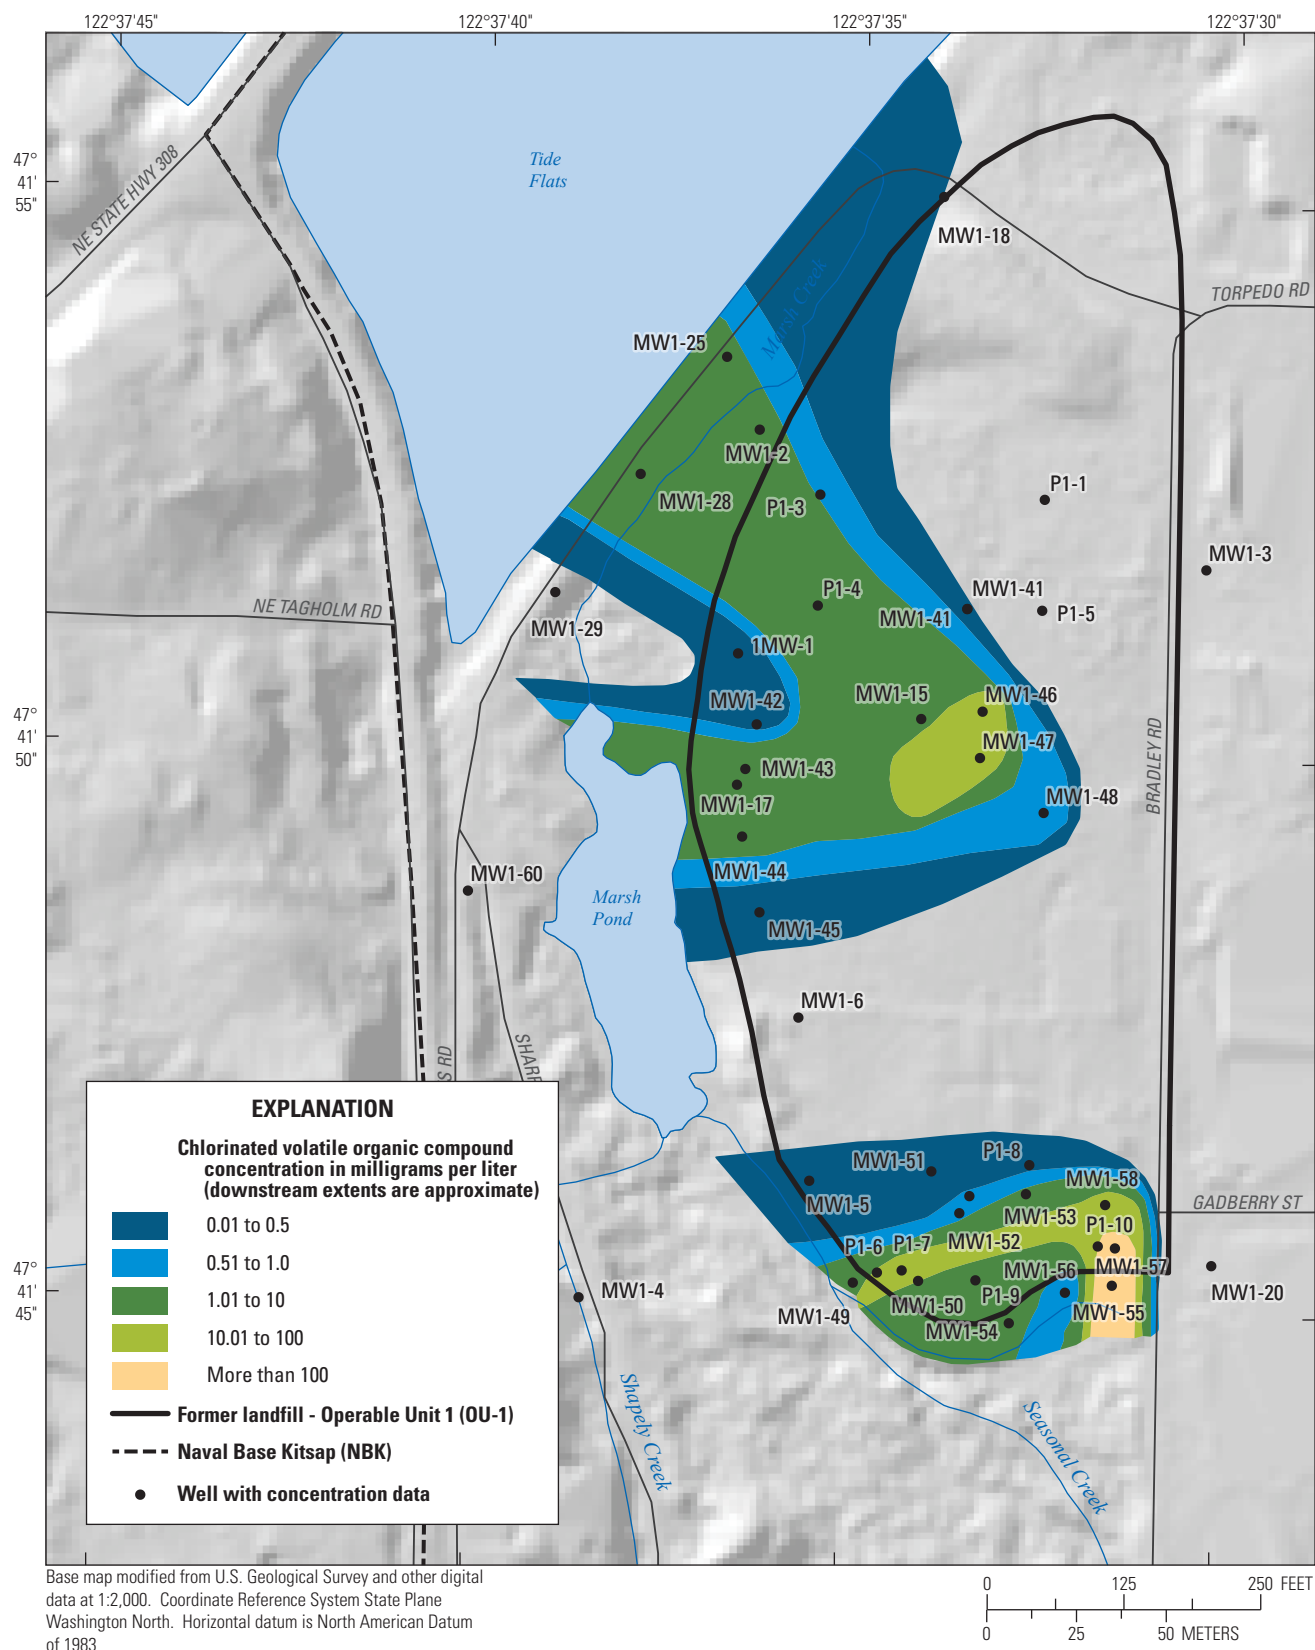 122°37'45"
122°37'40"
122°37'35"
122°37'30"
47°
41'
55"
NE STATE HWY 308
Tide
Flats
MW1-18
TORPEDO RD
Marsh Creek
MW1-25
MW1-2
MW1-28
P1-3
P1-1
MW1-3
NE TAGHOLM RD
P1-4
MW1-41
MW1-41
P1-5
MW1-29
1MW-1
MW1-42
MW1-15
MW1-46
47°
41'
50"
MW1-47
MW1-43
MW1-17
MW1-48
BRADLEY RD
MW1-44
MW1-60
Marsh
Pond
MW1-45
MW1-6
S RD
SHARP
MW1-51
P1-8
MW1-5
MW1-58
MW1-53
GADBERRY ST
P1-10
P1-6
P1-7
MW1-52
MW1-56
MW1-57
47°
41'
45"
MW1-4
MW1-49
MW1-50
P1-9
MW1-55
MW1-20
MW1-54
Shapely Creek
Seasonal Creek
EXPLANATION
Chlorinated volatile organic compound
concentration in milligrams per liter
(downstream extents are approximate)
0.01 to 0.5
0.51 to 1.0
1.01 to 10
10.01 to 100
More than 100
Former landfill - Operable Unit 1 (OU-1)
Naval Base Kitsap (NBK)
Well with concentration data
Base map modified from U.S. Geological Survey and other digital
data at 1:2,000. Coordinate Reference System State Plane
Washington North. Horizontal datum is North American Datum
of 1983
0 125 250 FEET
0 25 50 METERS